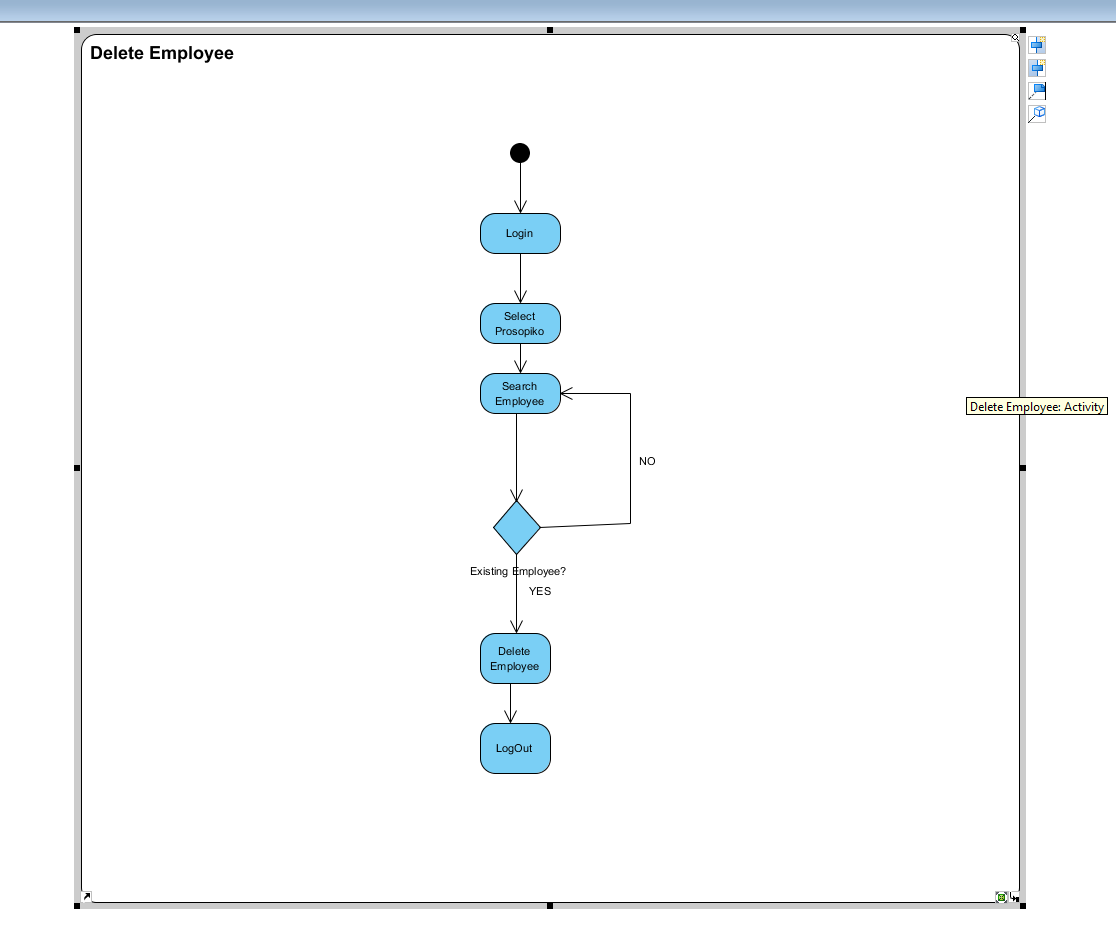 Delete Employee
Login
Select
Prosopiko
Search
Employee
Delete Employee: Activity
NO
Existing Employee?
YES
Delete
Employee
LogOut